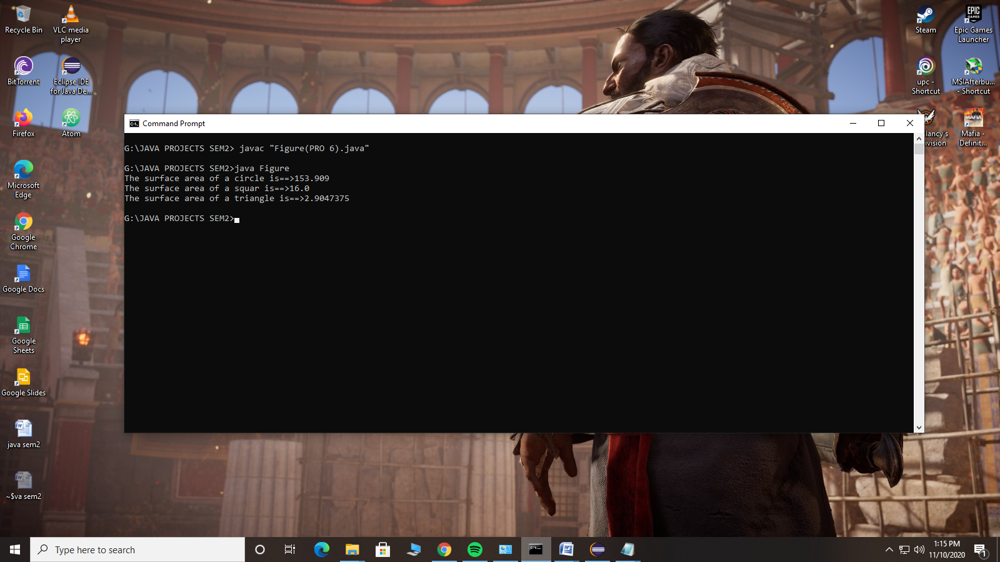 Recycle Bin
VLC media
player
BitTorrent
Eclipse IDE
for Java De...
Firefox
Atom
Microsoft
Edge
Google
Chrome
Google Docs
Google
Sheets
Google Slides
java sem2
~$va sem2
Steam
EPIC
GAMES
Epic Games
Launcher
upc -
Shortcut
MSIAfterbu...
- Shortcut
lancy's
ivision
MAFIA
Mafia -
Definit...
Command Prompt
G:\JAVA PROJECTS SEM2> javac "Figure(PRO 6).java"
G:\JAVA PROJECTS SEM2>java Figure
The surface area of a circle is==>153.909
The surface area of a squar is==>16.0
The surface area of a triangle is==>2.9047375
G:\JAVA PROJECTS SEM2>
Type here to search
1:15 PM
11/10/2020
1